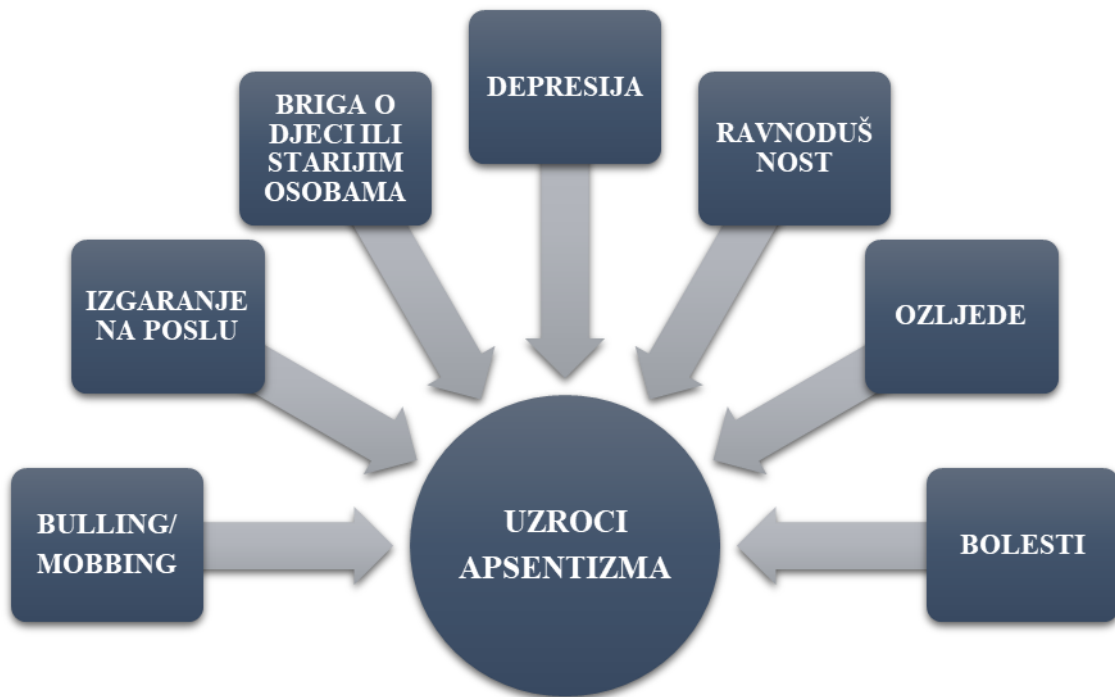 DEPRESIJA
BRIGA O
DJECI ILI
STARIJIM
OSOBAMA
RAVNODUŠ
NOST
IZGARANJE
NA POSLU
OZLJEDE
BULLING/
MOBBING
UZROCI
APSENTIZMA
BOLESTI